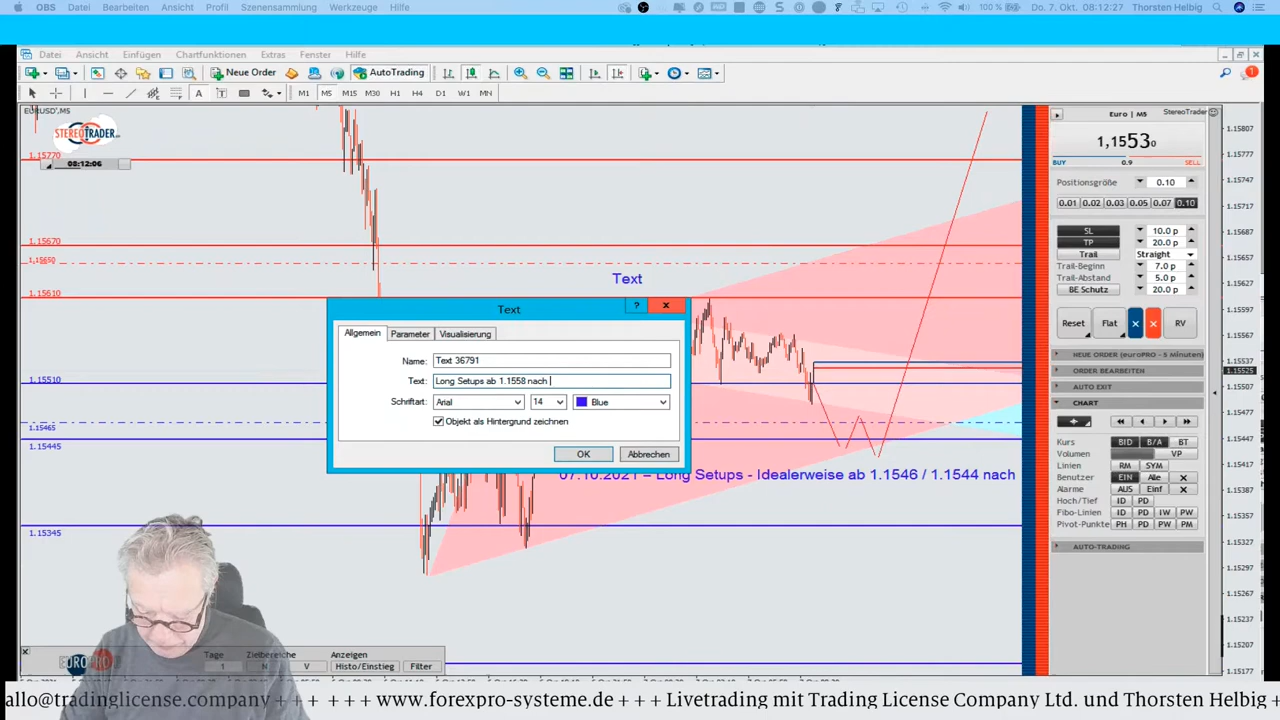 OBS Datei Bearbeiten Ansicht Profil Szenensammlung Werkzeuge Hilfe 100 % Do. 7. Okt. 08:12:27 Thorsten Helbig
Datei Ansicht Einfügen Chartfunktionen Extras Fenster Hilfe
New Order AutoTrading
A T M1 M5 M15 M30 H1 H4 D1 W1 MN
EURUSD',M5
STEREOTRADER
08:12:06
1.15770
1.15670
1.15650
1.15610
1.15510
1.15465
1.15445
1.15345
Text
Text
Allgemein Parameter Visualisierung
Name: Text 36791
Text: Long Setups ab 1.1558 nach
Schriftart: Arial 14 Blue
Objekt als Hintergrund zeichnen
OK Abbrechen
07.10.2021 = Long Setups - Idealerweise ab 1.1546 / 1.1544 nach
Euro | M5 StereoTrader
1,15530
BUY 0.9 SELL
Positionsgröße 0.10
0.01 0.02 0.03 0.05 0.07 0.10
SL 10.0 p
TP 20.0 p
Trail Straight
Trail-Beginn 7.0 p
Trail-Abstand 5.0 p
BE Schutz 20.0 p
Reset Flat × × RV
NEUE ORDER (euroPRO - 5 Minuten)
ORDER BEARBEITEN
AUTO EXIT
CHART
Kurs BID B/A BT
Volumen VP
Linien RM SYM
Benutzer EIN Ale
Alarme AUS Einf
Hoch/Tief ID PD
Fibo-Linien ID PD IW PW
Pivot-Punkte PH PD PW PM
AUTO-TRADING
1.15807
1.15777
1.15747
1.15717
1.15687
1.15657
1.15627
1.15597
1.15567
1.15537
1.15525
1.15507
1.15477
1.15447
1.15417
1.15387
1.15357
1.15327
1.15297
1.15267
1.15237
1.15207
1.15177
Tage Zielbereiche Anzeigen
EUROPRO 1 N V Histo/Einstieg Filter
allo@tradinglicense.company + + + + + + www.forexpro-systeme.de + + + Livetrading mit Trading License Company Ltd. und Thorsten Helbig +